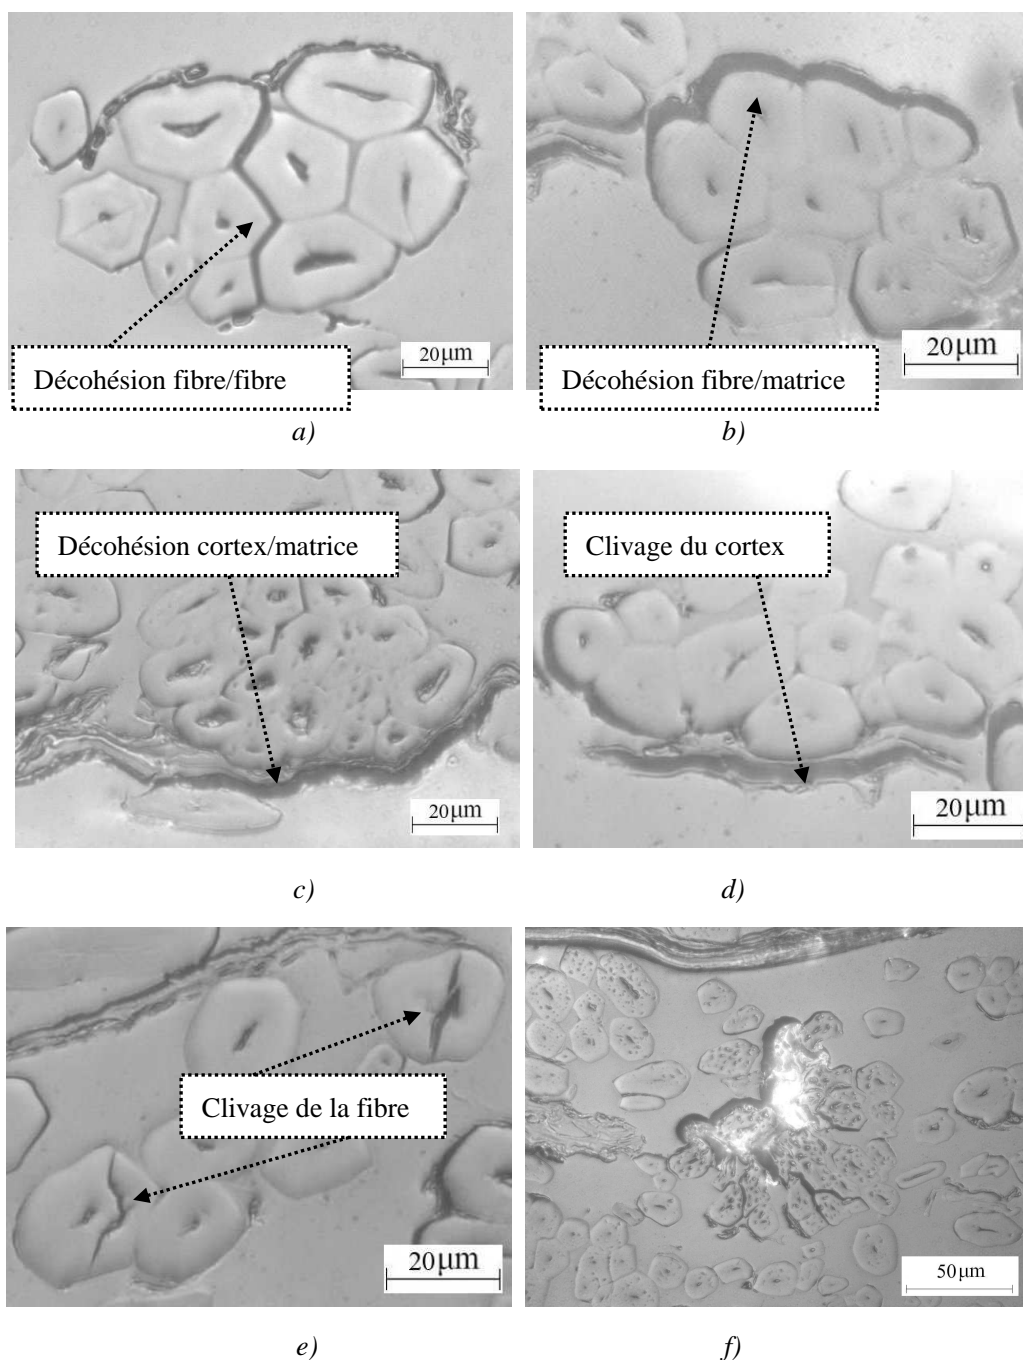 Décohésion fibre/fibre
20µm
Décohésion fibre/matrice
20µm
a)
b)
Décohésion cortex/matrice
20µm
Clivage du cortex
20µm
c)
d)
Clivage de la fibre
20µm
50µm
e)
f)